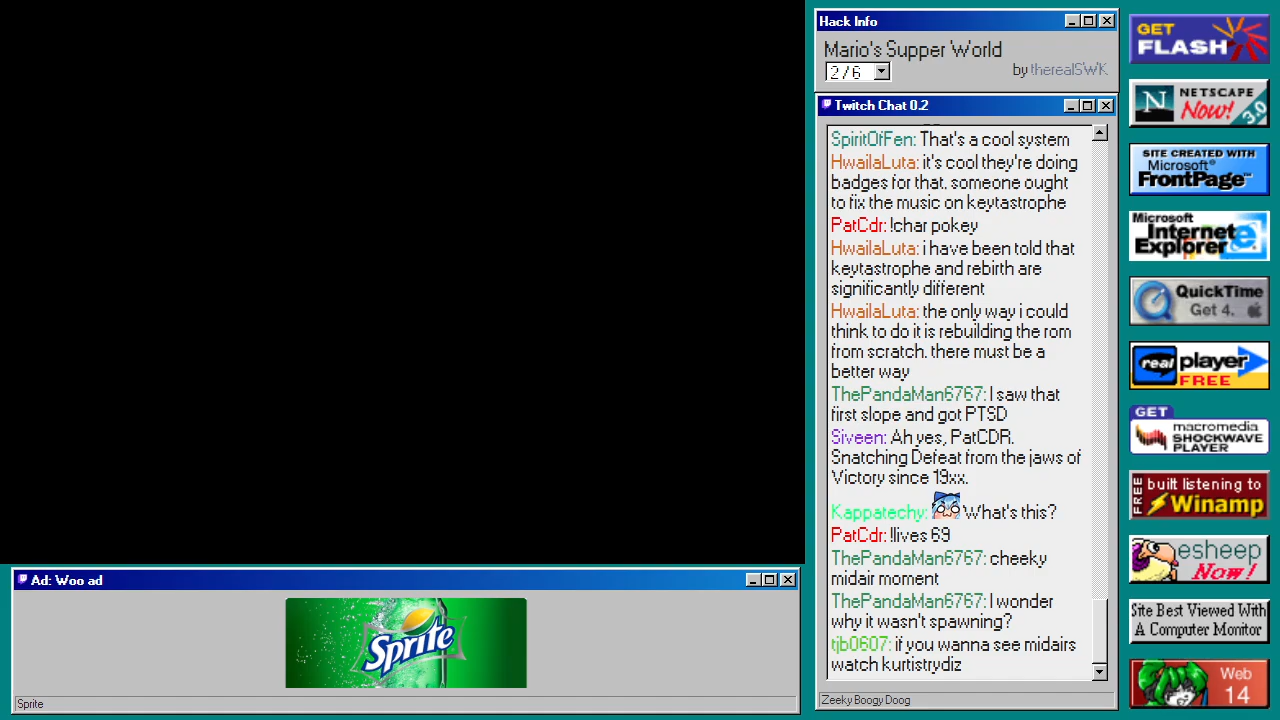 Hack Info
Mario's Supper World
2/6
by therealSWK
Twitch Chat 0.2
SpiritOfFen: That's a cool system
HwailaLuta: it's cool they're doing
badges for that. someone ought
to fix the music on keytastrophe
PatCdr: !char pokey
HwailaLuta: i have been told that
keytastrophe and rebirth are
significantly different
HwailaLuta: the only way i could
think to do it is rebuilding the rom
from scratch. there must be a
better way
ThePandaMan6767: I saw that
first slope and got PTSD
Siveen: Ah yes, PatCDR.
Snatching Defeat from the jaws of
Victory since 19xx.
Kappatechy: What's this?
PatCdr: !lives 69
ThePandaMan6767: cheeky
midair moment
ThePandaMan6767: I wonder
why it wasn't spawning?
tjb0607: if you wanna see midairs
watch kurtistrydiz
Zeeky Boogy Doog
Ad: Woo ad
Sprite
Sprite
GET
FLASH
N NETSCAPE
Now! 3.0
SITE CREATED WITH
Microsoft®
FrontPage™
Microsoft
Internet
Explorer
QuickTime
Get 4.
real player
FREE
GET
macromedia
SHOCKWAVE
PLAYER
FREE
built listening to
Winamp
esheep
Now!
Site Best Viewed With
A Computer Monitor
Web
14